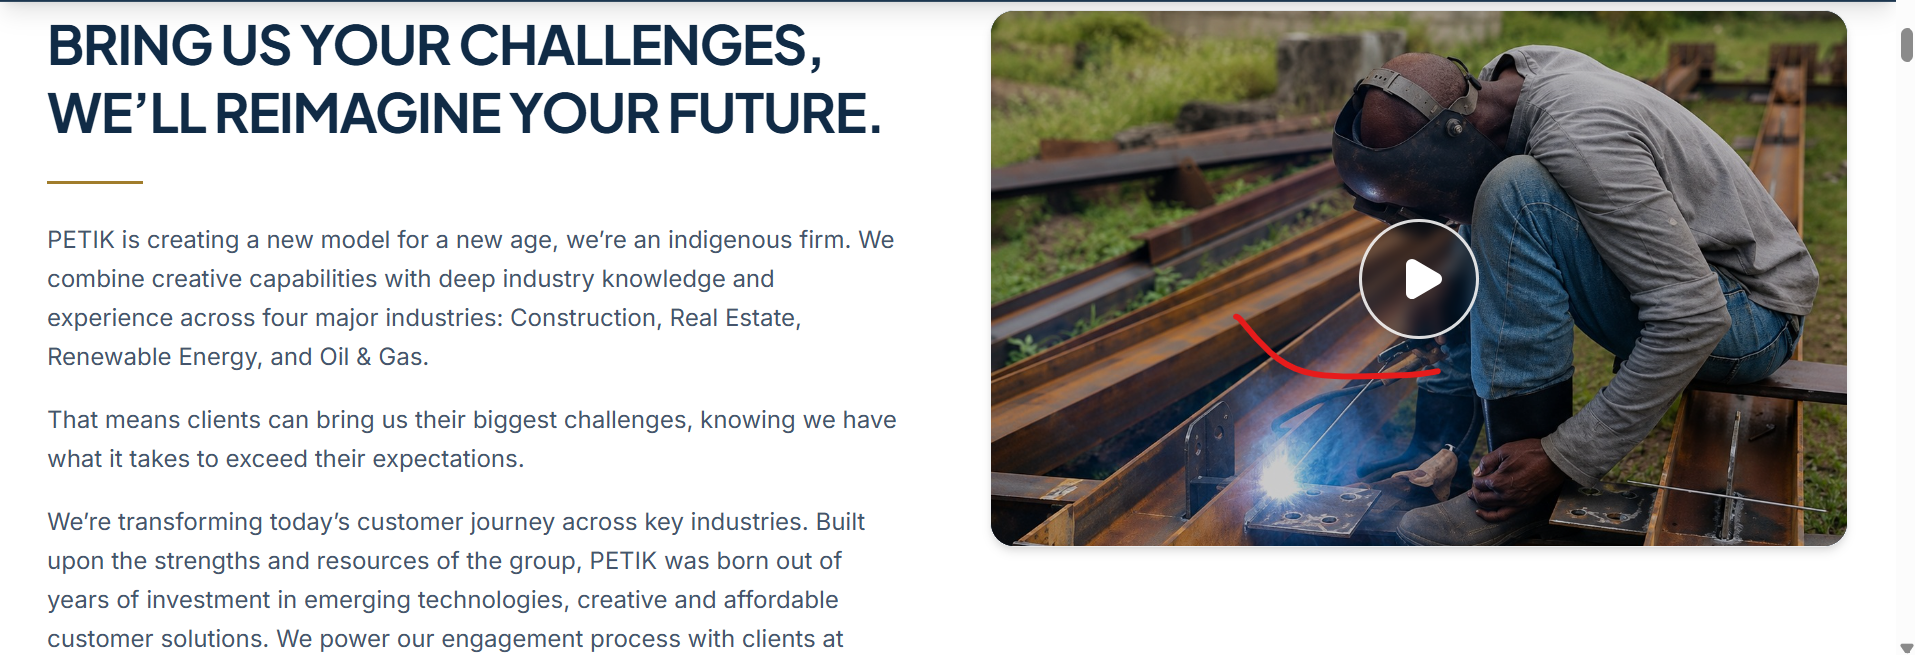 BRING US YOUR CHALLENGES,
WE’LL REIMAGINE YOUR FUTURE.
PETIK is creating a new model for a new age, we’re an indigenous firm. We
combine creative capabilities with deep industry knowledge and
experience across four major industries: Construction, Real Estate,
Renewable Energy, and Oil & Gas.
That means clients can bring us their biggest challenges, knowing we have
what it takes to exceed their expectations.
We’re transforming today’s customer journey across key industries. Built
upon the strengths and resources of the group, PETIK was born out of
years of investment in emerging technologies, creative and affordable
customer solutions. We power our engagement process with clients at